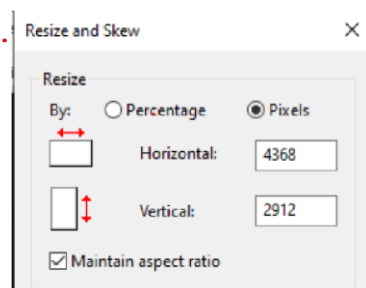 Resize and Skew
Resize
By: Percentage Pixels
Horizontal: 4368
Vertical: 2912
Maintain aspect ratio